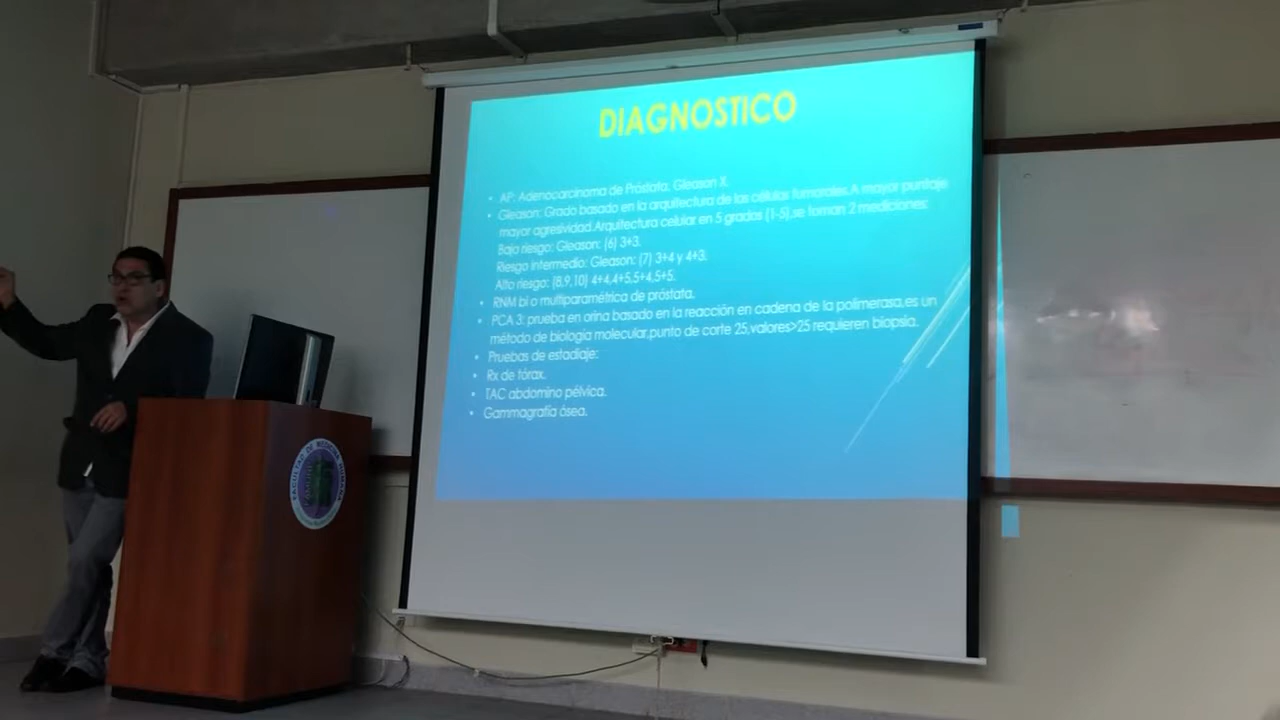 DIAGNOSTICO
AP: Adenocarcinoma de Próstata. Gleason X.
Gleason: Grado basado en la arquitectura de las células tumorales.A mayor puntaje
mayor agresividad.Arquitectura celular en 5 grados (1-5),se toman 2 mediciones:
Bajo riesgo: Gleason: (6) 3+3.
Riesgo intermedio: Gleason: (7) 3+4 y 4+3.
Alto riesgo: (8,9,10) 4+4,4+5,5+4,5+5.
RNM bi o multiparamétrica de próstata.
PCA 3: prueba en orina basado en la reacción en cadena de la polimerasa,es un
método de biología molecular,punto de corte 25,valores>25 requieren biopsia.
Pruebas de estadiaje:
Rx de tórax.
TAC abdomino pélvica.
Gammagrafía ósea.
FACULTAD DE MEDICINA HUMANA